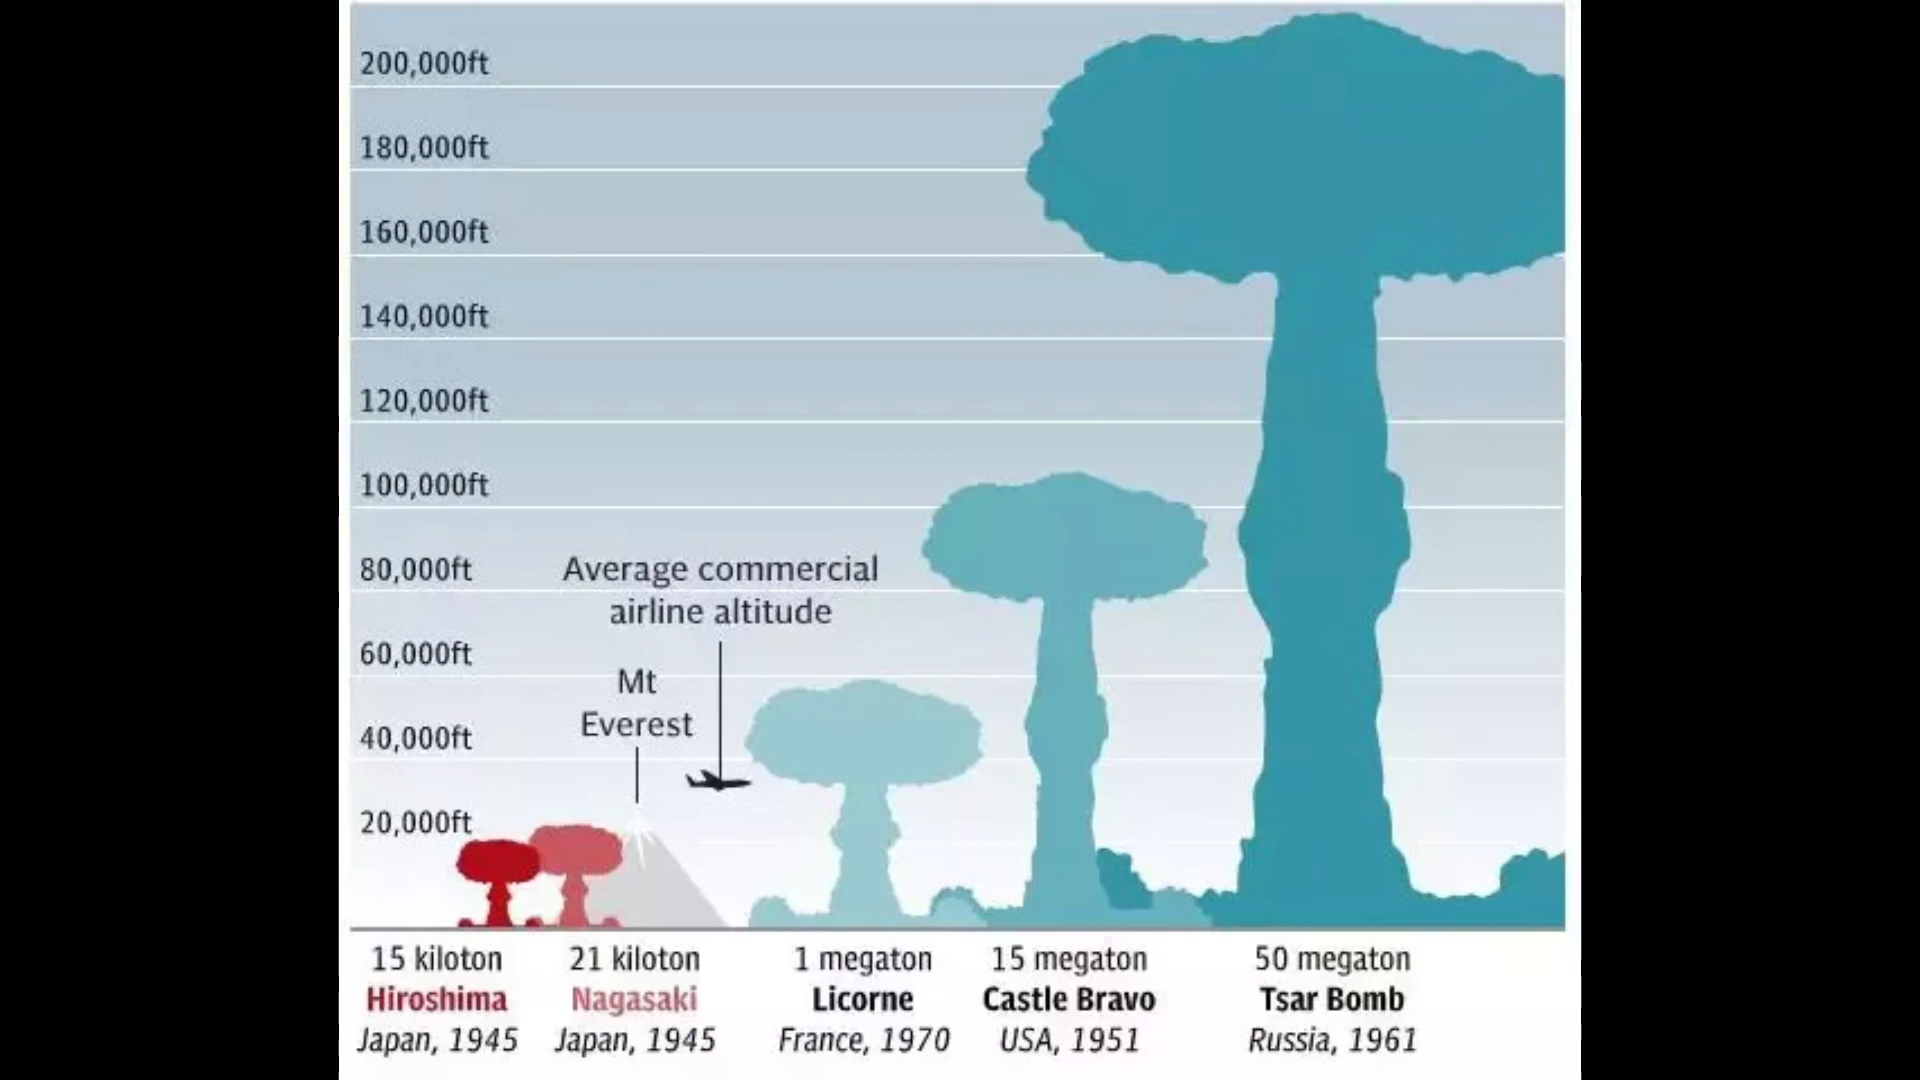 200,000ft
180,000ft
160,000ft
140,000ft
120,000ft
100,000ft
80,000ft
60,000ft
40,000ft
20,000ft
Average commercial
airline altitude
Mt
Everest
15 kiloton
Hiroshima
Japan, 1945
21 kiloton
Nagasaki
Japan, 1945
1 megaton
Licorne
France, 1970
15 megaton
Castle Bravo
USA, 1951
50 megaton
Tsar Bomb
Russia, 1961